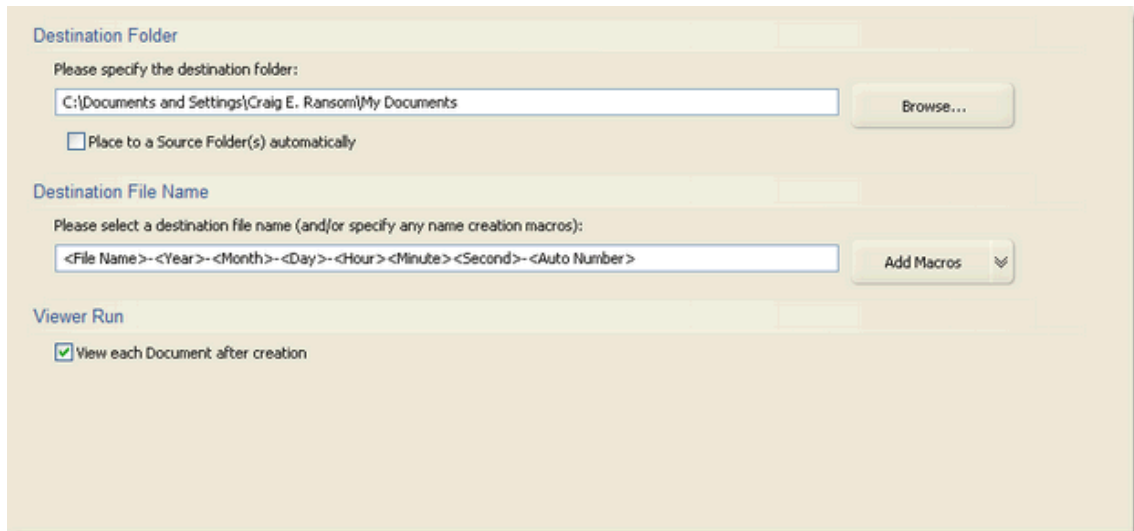 Destination Folder
Please specify the destination folder:
C:\Documents and Settings\Craig E. Ransom\My Documents
Browse...
Place to a Source Folder(s) automatically
Destination File Name
Please select a destination file name (and/or specify any name creation macros):
<File Name>-<Year>-<Month>-<Day>-<Hour><Minute><Second>-<Auto Number>
Add Macros
Viewer Run
View each Document after creation